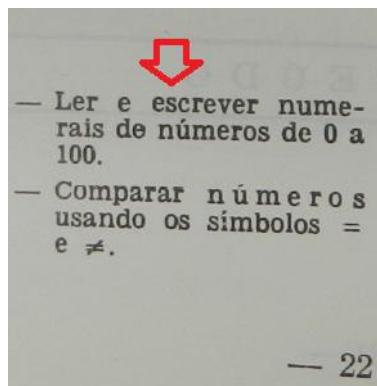 — Ler e escrever nume-
rais de números de 0 a
100.
— Comparar números
usando os símbolos =
e ≠.
— 22